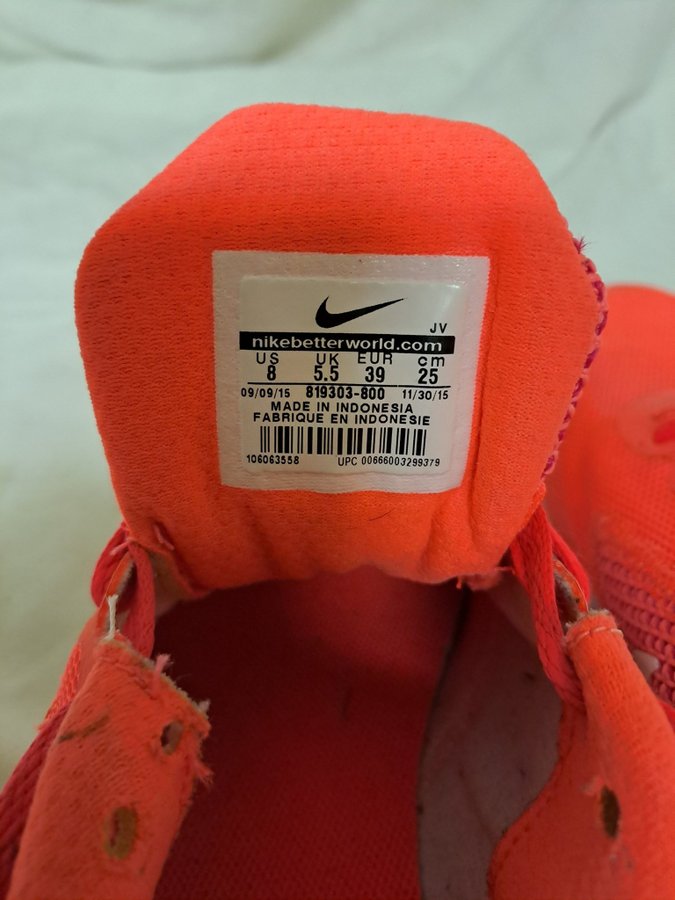 JV
nikebetterworld.com
US UK EUR cm
8 5.5 39 25
09/09/15 819303-800 11/30/15
MADE IN INDONESIA
FABRIQUE EN INDONESIE
106063558 UPC 00666003299379